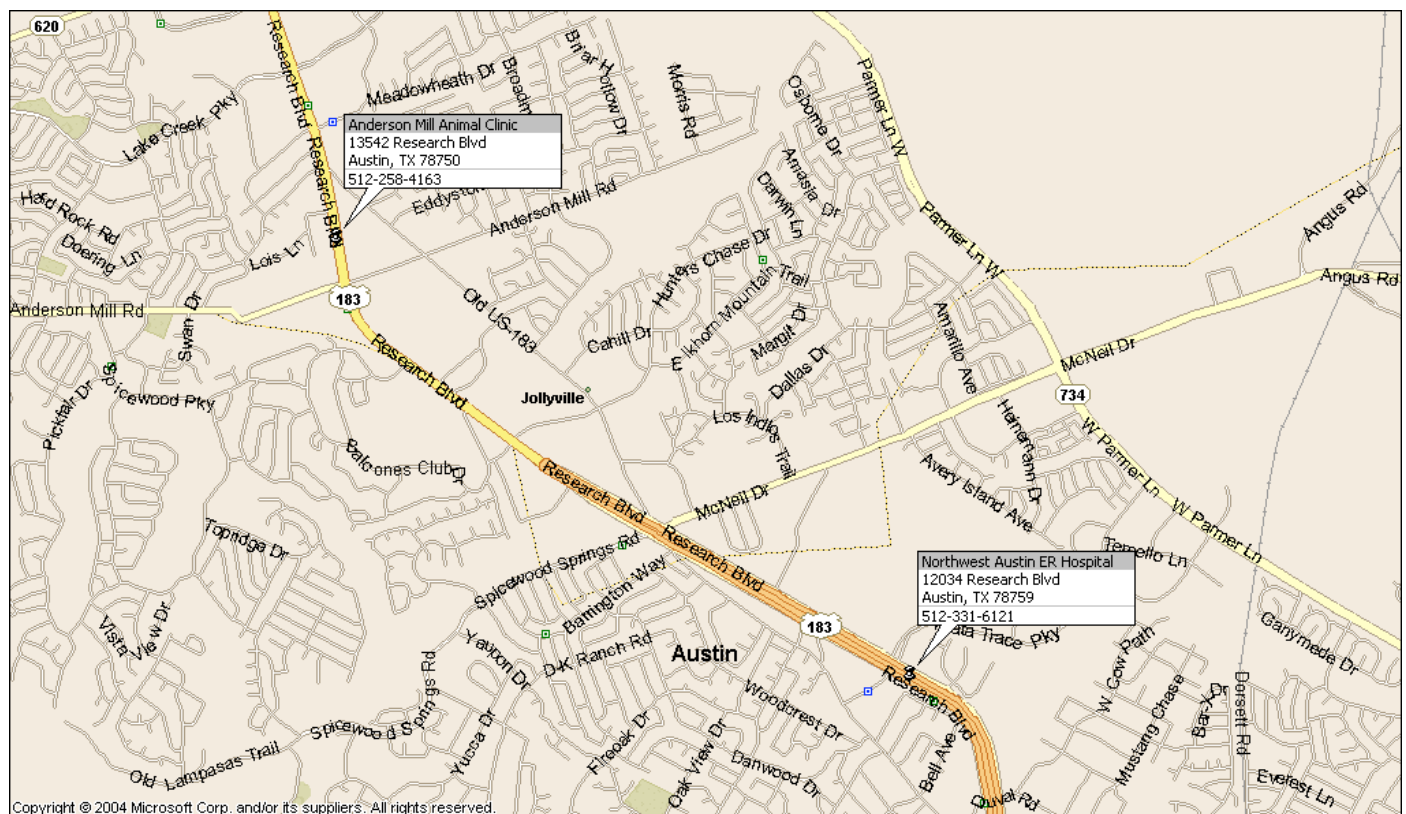 620
Research Blvd
Meadowheath Dr
Briar Hollow Dr
Morris Rd
Parmer Ln W
Osborne Dr
Lake Creek Pky
Research Blvd
Anderson Mill Animal Clinic
13542 Research Blvd
Austin, TX 78750
512-258-4163
Amasia Dr
Darwin Ln
Hard Rock Rd
Anderson Mill Rd
Parmer Ln W
Angus Rd
Doering Ln
Lois Ln
Hunters Chase Dr
Angus Rd
183
Anderson Mill Rd
Old US-183
Elkhorn Mountain Trail
Swan Dr
Cahill Dr
Margit Dr
Amarillo Ave
McNeil Dr
Research Blvd
Dallas Dr
Spicewood Pky
Jollyville
734
Pickfair Dr
Los Indios Trail
Heinemann Dr
W Parmer Ln
Balcones Club Dr
Research Blvd
McNeil Dr
Avery Island Ave
W Parmer Ln
Topridge Dr
Research Blvd
Spicewood Springs Rd
Tomello Ln
Northwest Austin ER Hospital
12034 Research Blvd
Austin, TX 78759
512-331-6121
Barrington Way
Vista View Dr
183
Trace Pky
Ganymede Dr
Yaupon Dr
D-K Ranch Rd
Austin
W Cow Path
Research Blvd
Spicewood Springs Rd
Woodcrest Dr
Mustang Chase
Bar-X Dr
Dorsett Rd
Yucca Dr
Fireoak Dr
Oak View Dr
Danwood Dr
Bell Ave
Old Lampasas Trail
Everest Ln
Duval Rd
Copyright © 2004 Microsoft Corp. and/or its suppliers. All rights reserved.